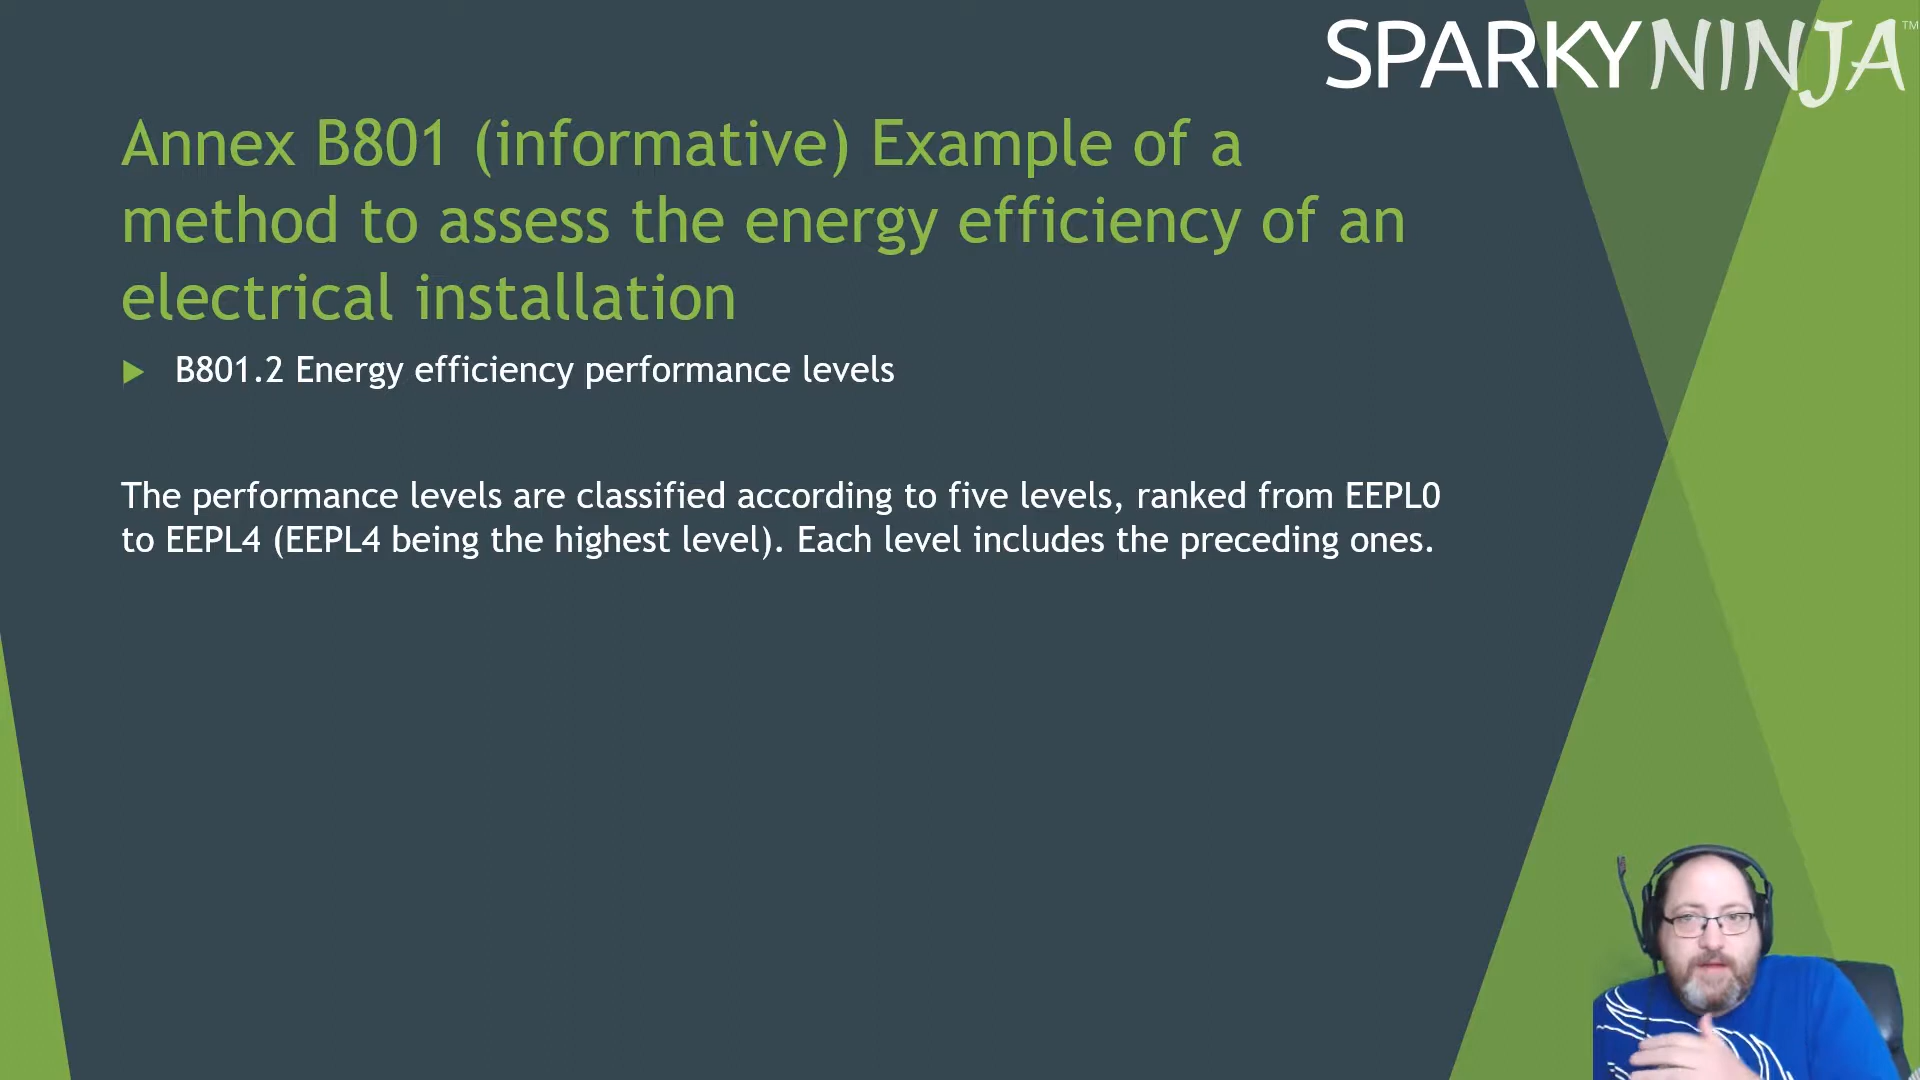 SPARKYNINJA™
Annex B801 (informative) Example of a
method to assess the energy efficiency of an
electrical installation
B801.2 Energy efficiency performance levels
The performance levels are classified according to five levels, ranked from EEPL0
to EEPL4 (EEPL4 being the highest level). Each level includes the preceding ones.